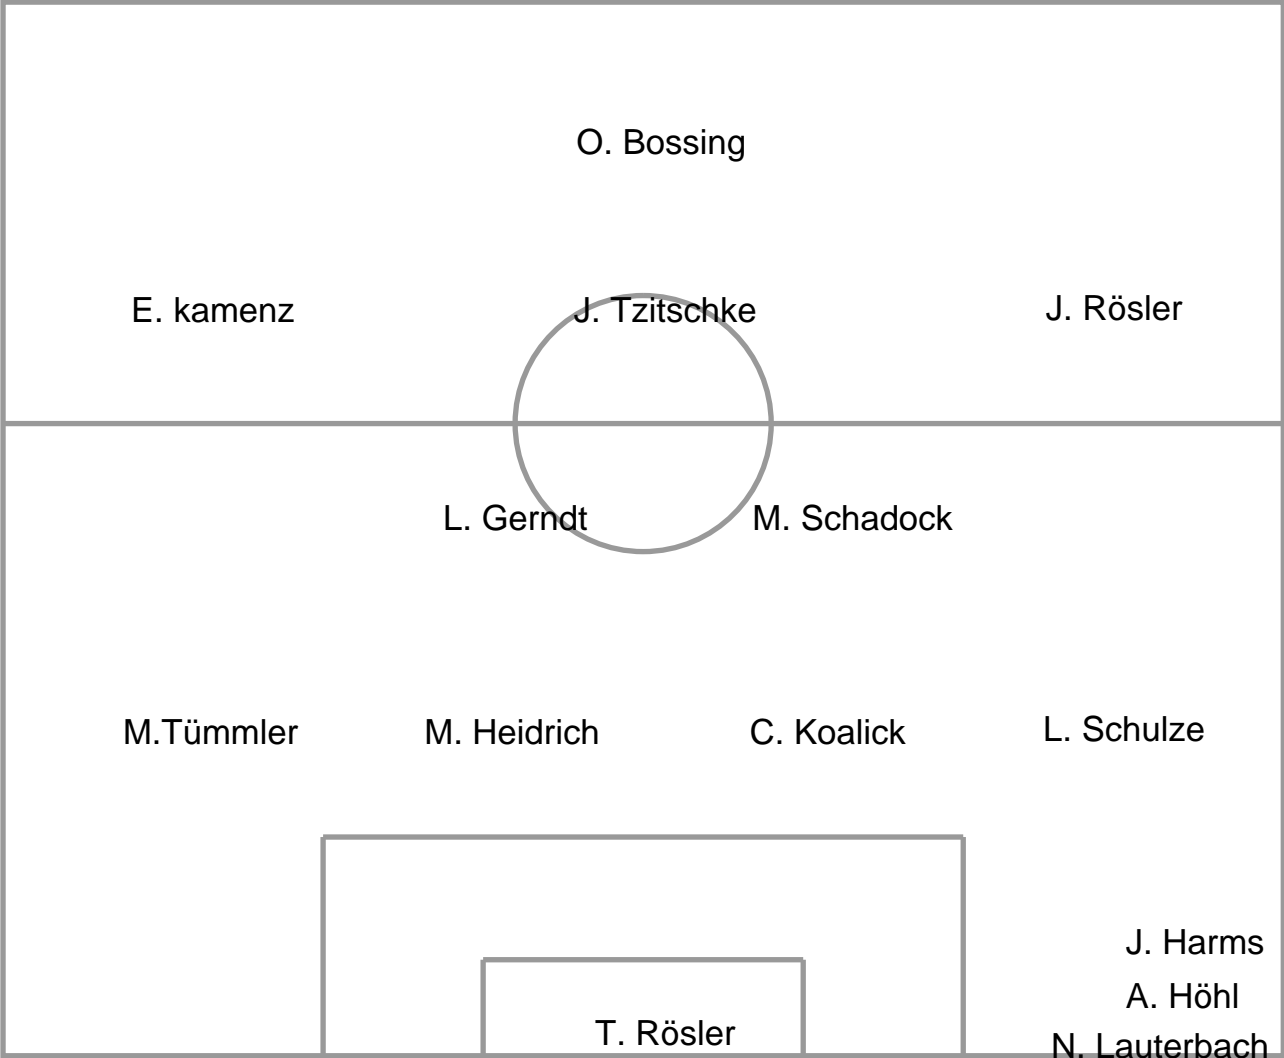 O. Bossing
E. kamenz
J. Tzitschke
J. Rösler
L. Gerndt
M. Schadock
M.Tümmler
M. Heidrich
C. Koalick
L. Schulze
J. Harms
A. Höhl
T. Rösler
N. Lauterbach